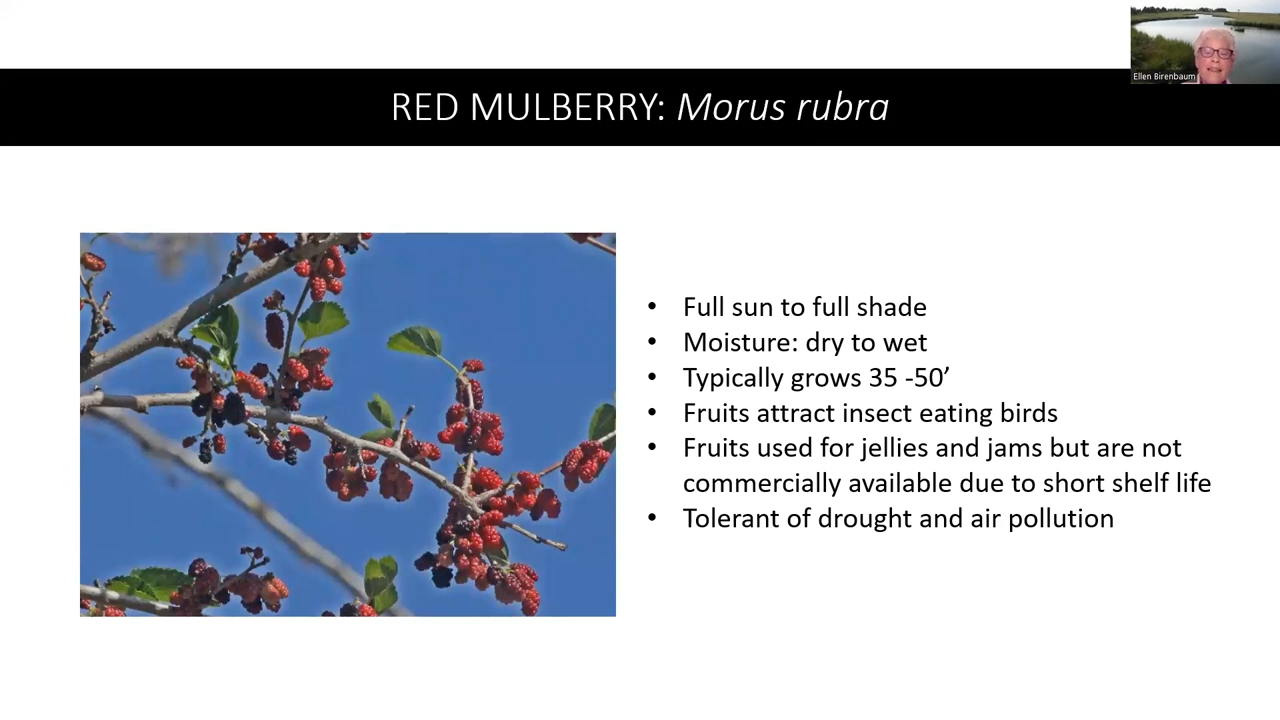 Ellen Birenbaum
RED MULBERRY: Morus rubra
• Full sun to full shade
• Moisture: dry to wet
• Typically grows 35 -50’
• Fruits attract insect eating birds
• Fruits used for jellies and jams but are not
commercially available due to short shelf life
• Tolerant of drought and air pollution